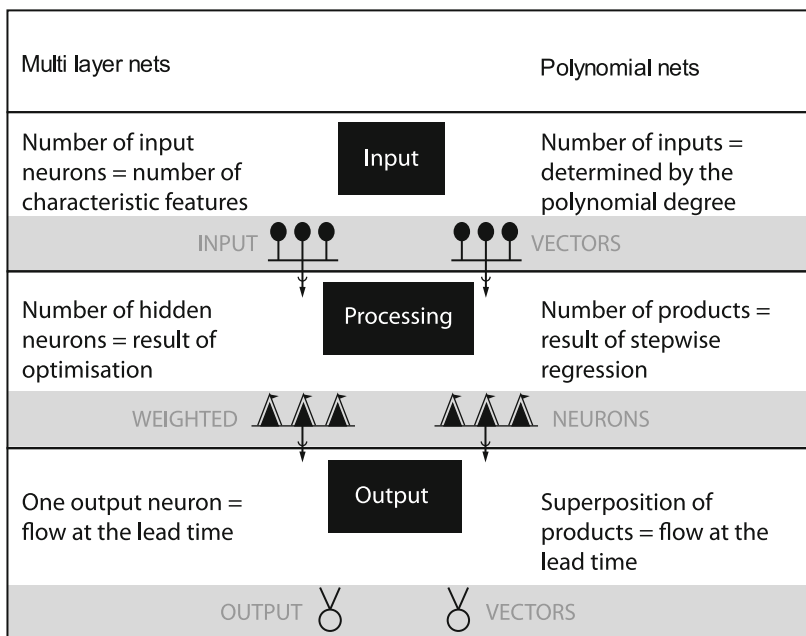 Multi layer nets
Polynomial nets
Number of input
neurons = number of
characteristic features
Input
Number of inputs =
determined by the
polynomial degree
INPUT
VECTORS
Number of hidden
neurons = result of
optimisation
Processing
Number of products =
result of stepwise
regression
WEIGHTED
NEURONS
One output neuron =
flow at the lead time
Output
Superposition of
products = flow at the
lead time
OUTPUT
VECTORS